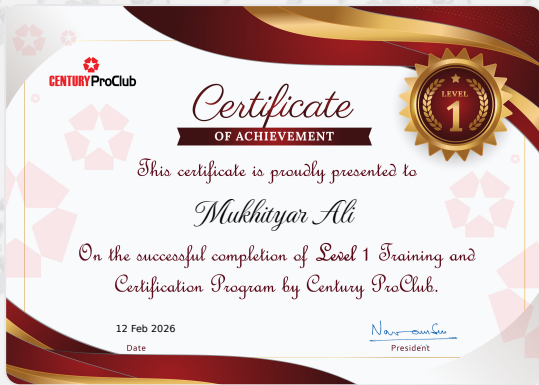 CENTURY ProClub
LEVEL
1
Certificate
OF ACHIEVEMENT
This certificate is proudly presented to
Mukhityar Ali
On the successful completion of Level 1 Training and
Certification Program by Century ProClub.
12 Feb 2026
Date
President